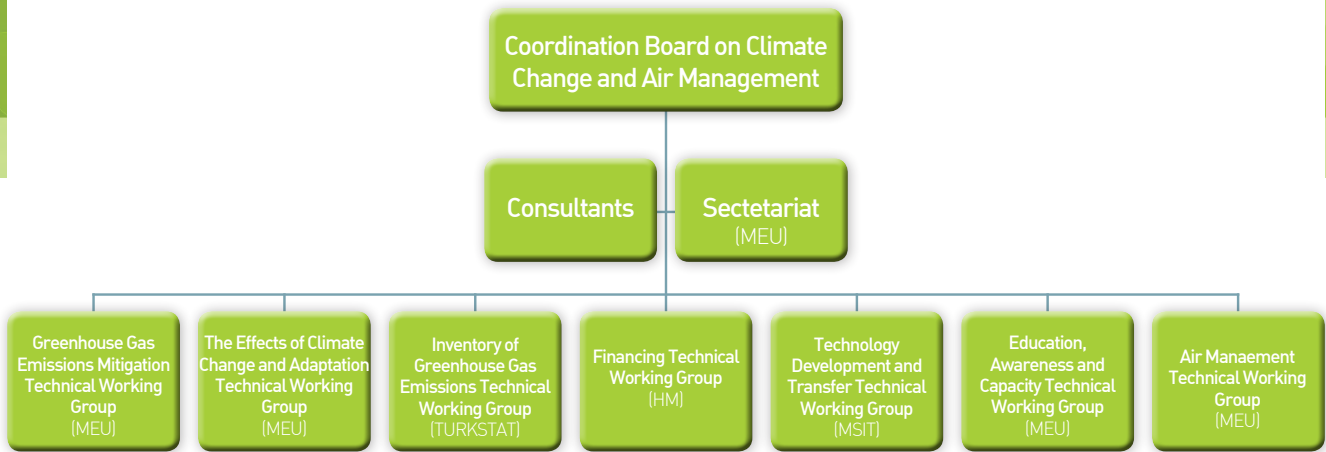 Coordination Board on Climate
Change and Air Management
Consultants
Sectetariat
(MEU)
Greenhouse Gas
Emissions Mitigation
Technical Working
Group
(MEU)
The Effects of Climate
Change and Adaptation
Technical Working
Group
(MEU)
Inventory of
Greenhouse Gas
Emissions Technical
Working Group
(TURKSTAT)
Financing Technical
Working Group
(HM)
Technology
Development and
Transfer Technical
Working Group
(MSIT)
Education,
Awareness and
Capacity Technical
Working Group
(MEU)
Air Manaement
Technical Working
Group
(MEU)